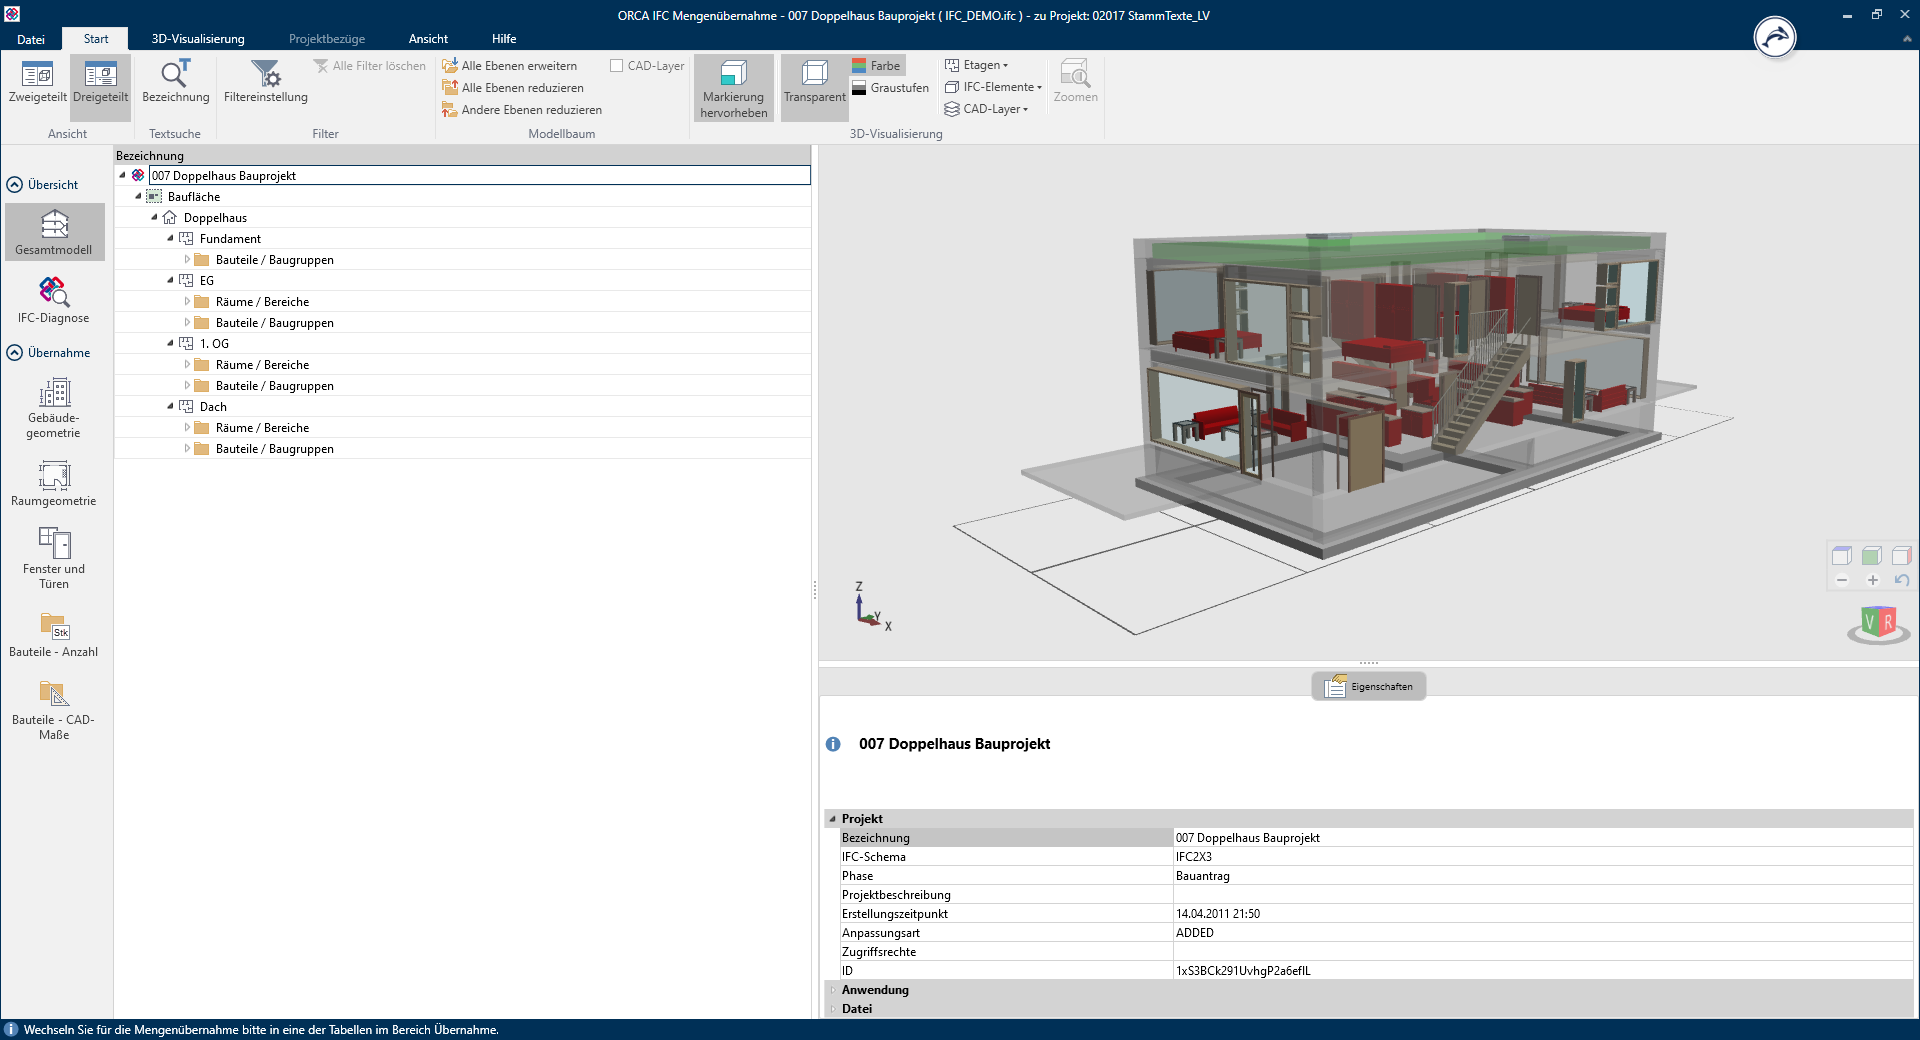 ORCA IFC Mengenübernahme - 007 Doppelhaus Bauprojekt ( IFC_DEMO.ifc ) - zu Projekt: 02017 StammTexte_LV
Datei Start 3D-Visualisierung Projektbezüge Ansicht Hilfe
Zweigeteilt
Dreigeteilt
Ansicht
Bezeichnung
Textsuche
Filtereinstellung
Alle Filter löschen
Filter
Alle Ebenen erweitern
Alle Ebenen reduzieren
Andere Ebenen reduzieren
CAD-Layer
Modellbaum
Markierung
hervorheben
Transparent
Farbe
Graustufen
Etagen
IFC-Elemente
CAD-Layer
Zoomen
3D-Visualisierung
Übersicht
Gesamtmodell
IFC-Diagnose
Übernahme
Gebäude-
geometrie
Raumgeometrie
Fenster und
Türen
Stk
Bauteile - Anzahl
Bauteile - CAD-
Maße
Bezeichnung
007 Doppelhaus Bauprojekt
Baufläche
Doppelhaus
Fundament
Bauteile / Baugruppen
EG
Räume / Bereiche
Bauteile / Baugruppen
1. OG
Räume / Bereiche
Bauteile / Baugruppen
Dach
Räume / Bereiche
Bauteile / Baugruppen
Z
Y
X
V R
Eigenschaften
007 Doppelhaus Bauprojekt
Projekt
Bezeichnung 007 Doppelhaus Bauprojekt
IFC-Schema IFC2X3
Phase Bauantrag
Projektbeschreibung
Erstellungszeitpunkt 14.04.2011 21:50
Anpassungsart ADDED
Zugriffsrechte
ID 1xS3BCk291UvhgP2a6eflL
Anwendung
Datei
Wechseln Sie für die Mengenübernahme bitte in eine der Tabellen im Bereich Übernahme.